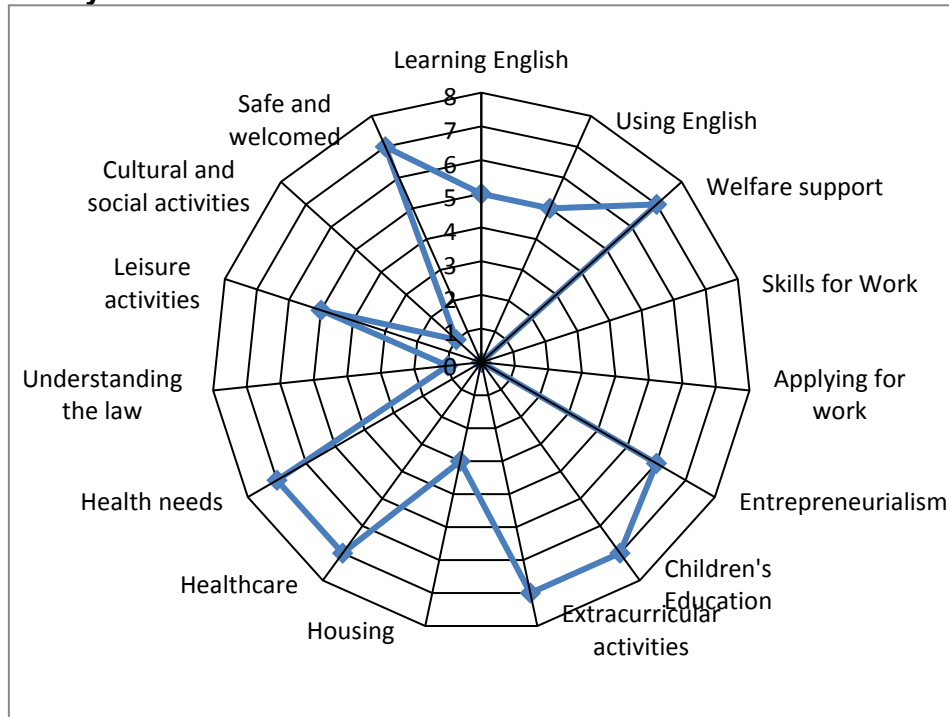 Learning English
Using English
Welfare support
Skills for Work
Applying for
work
Entrepreneurialism
Children's
Education
Extracurricular
activities
Housing
Healthcare
Health needs
Understanding
the law
Leisure
activities
Cultural and
social activities
Safe and
welcomed
8
7
6
5
4
3
2
1
0